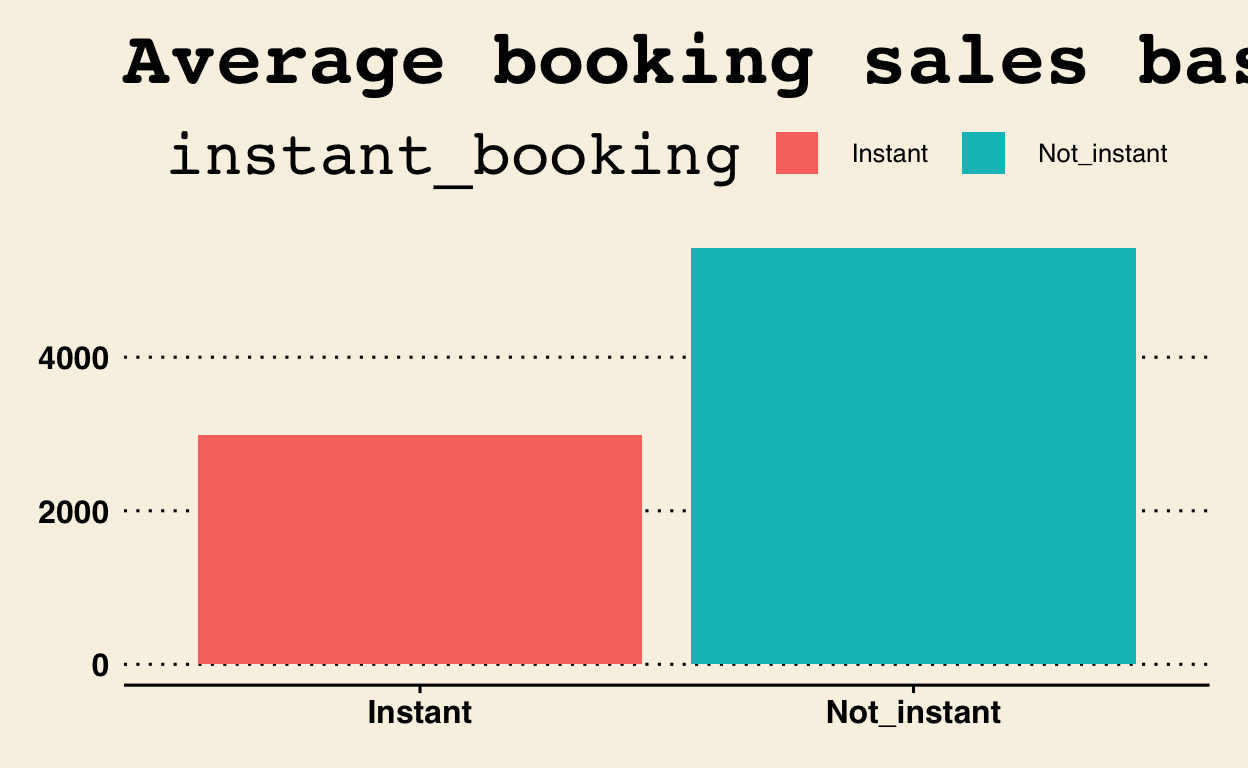 Average booking sales bas
instant_booking Instant Not_instant
4000
2000
0
Instant Not_instant